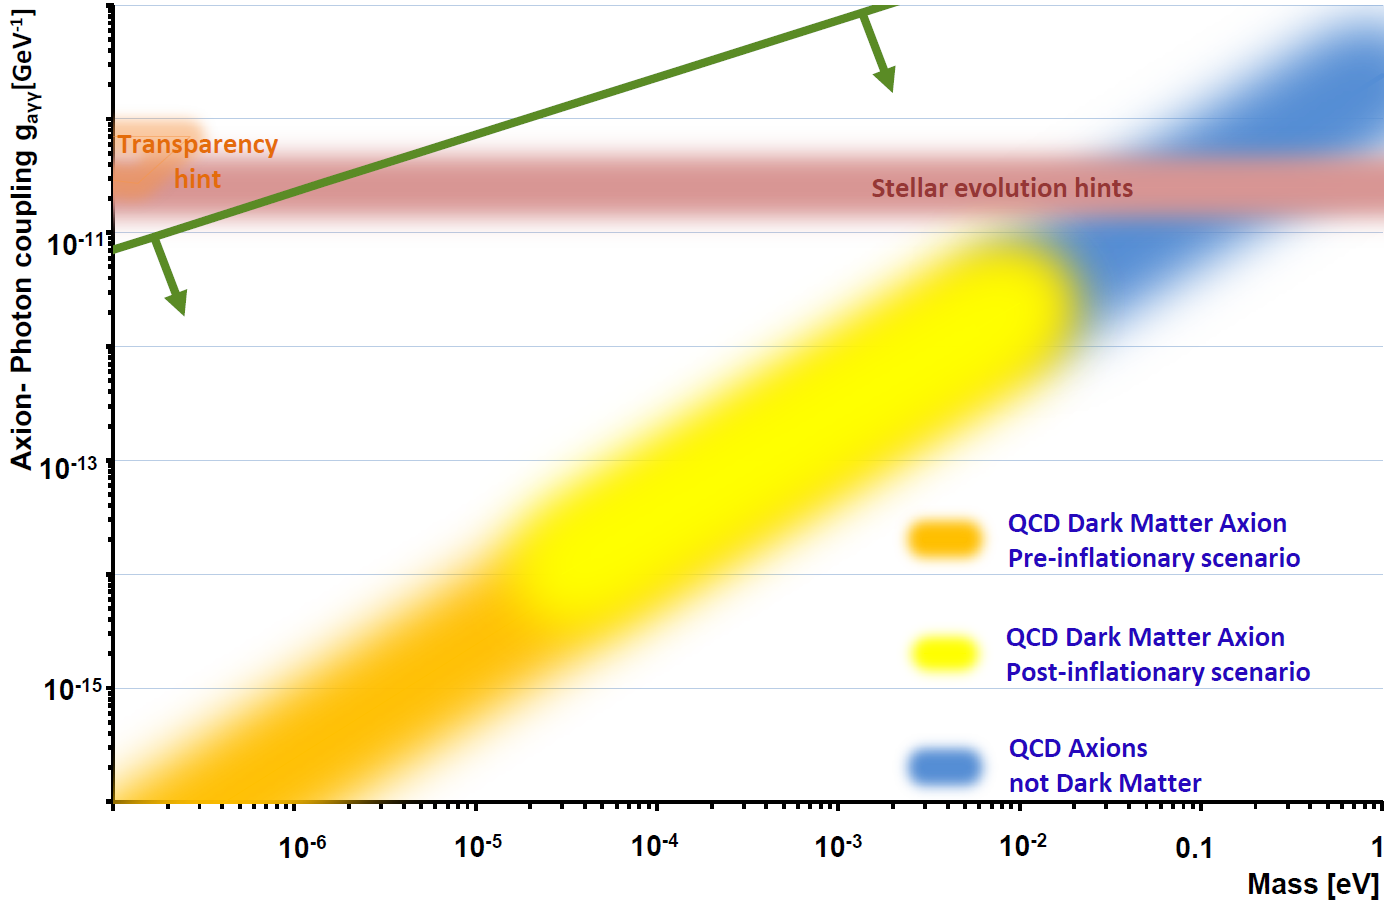 Axion- Photon coupling gaγγ[GeV-1]
Transparency
hint
Stellar evolution hints
10-11
10-13
10-15
QCD Dark Matter Axion
Pre-inflationary scenario
QCD Dark Matter Axion
Post-inflationary scenario
QCD Axions
not Dark Matter
10-6 10-5 10-4 10-3 10-2 0.1 1
Mass [eV]